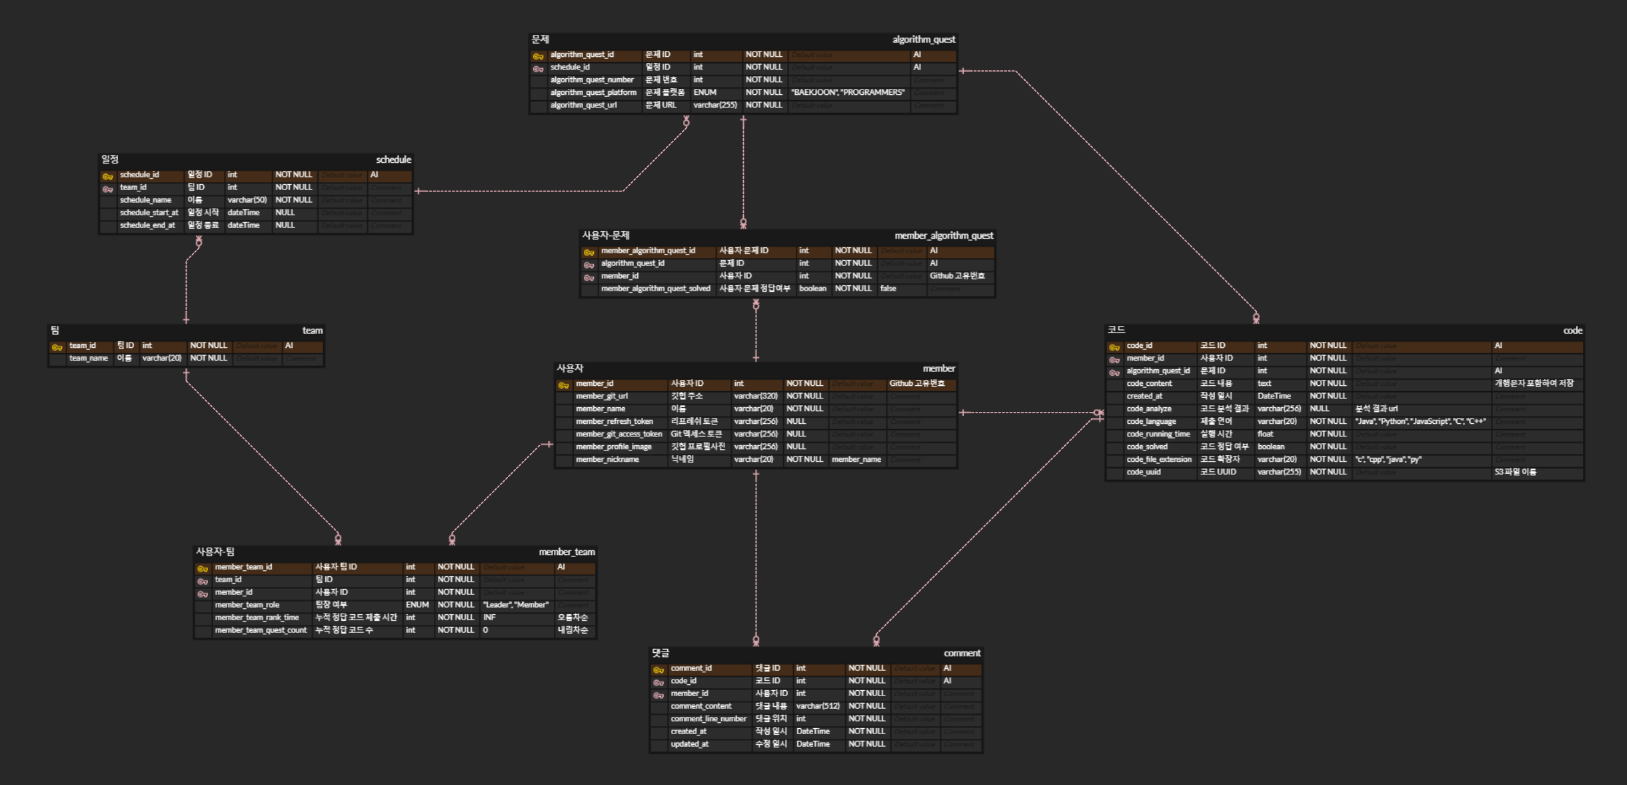 문제 algorithm_quest
algorithm_quest_id 문제 ID int NOT NULL Default value AI
schedule_id 일정 ID int NOT NULL Default value AI
algorithm_quest_number 문제 번호 int NOT NULL Default value Comment
algorithm_quest_platform 문제 플랫폼 ENUM NOT NULL "BAEKJOON", "PROGRAMMERS" Comment
algorithm_quest_url 문제 URL varchar(255) NOT NULL Default value Comment
일정 schedule
schedule_id 일정 ID int NOT NULL Default value AI
team_id 팀 ID int NOT NULL Default value Comment
schedule_name 이름 varchar(50) NOT NULL Default value Comment
schedule_start_at 일정 시작 dateTime NULL Default value Comment
schedule_end_at 일정 종료 dateTime NULL Default value Comment
사용자-문제 member_algorithm_quest
member_algorithm_quest_id 사용자 문제 ID int NOT NULL Default value AI
algorithm_quest_id 문제 ID int NOT NULL Default value AI
member_id 사용자 ID int NOT NULL Default value Github 고유번호
member_algorithm_quest_solved 사용자 문제 정답여부 boolean NOT NULL false Comment
팀 team
team_id 팀 ID int NOT NULL Default value AI
team_name 이름 varchar(20) NOT NULL Default value Comment
코드 code
code_id 코드 ID int NOT NULL Default value AI
member_id 사용자 ID int NOT NULL Default value Comment
algorithm_quest_id 문제 ID int NOT NULL Default value AI
code_content 코드 내용 text NOT NULL Default value 개행문자 포함하여 저장
created_at 작성 일시 DateTime NOT NULL Default value Comment
code_analyze 코드 분석 결과 varchar(256) NULL 분석 결과 url Comment
code_language 제출 언어 varchar(20) NOT NULL "Java", "Python", "JavaScript", "C", "C++" Comment
code_running_time 실행 시간 float NOT NULL Default value Comment
code_solved 코드 정답 여부 boolean NOT NULL Default value Comment
code_file_extension 코드 확장자 varchar(20) NOT NULL "c", "cpp", "java", "py" Comment
code_uuid 코드 UUID varchar(255) NOT NULL Default value S3 파일 이름
사용자 member
member_id 사용자 ID int NOT NULL Default value Github 고유번호
member_git_url 깃헙 주소 varchar(320) NOT NULL Default value Comment
member_name 이름 varchar(20) NOT NULL Default value Comment
member_refresh_token 리프레쉬 토큰 varchar(256) NULL Default value Comment
member_git_access_token Git 엑세스 토큰 varchar(256) NULL Default value Comment
member_profile_image 깃헙 프로필사진 varchar(256) NOT NULL Default value Comment
member_nickname 닉네임 varchar(20) NOT NULL member_name Comment
사용자-팀 member_team
member_team_id 사용자 팀 ID int NOT NULL Default value AI
team_id 팀 ID int NOT NULL Default value Comment
member_id 사용자 ID int NOT NULL Default value Comment
member_team_role 팀장 여부 ENUM NOT NULL "Leader", "Member" Comment
member_team_rank_time 누적 정답 코드 제출 시간 int NOT NULL INF 오름차순
member_team_quest_count 누적 정답 코드 수 int NOT NULL 0 내림차순
댓글 comment
comment_id 댓글 ID int NOT NULL Default value AI
code_id 코드 ID int NOT NULL Default value AI
member_id 사용자 ID int NOT NULL Default value Comment
comment_content 댓글 내용 varchar(512) NOT NULL Default value Comment
comment_line_number 댓글 위치 int NOT NULL Default value Comment
created_at 작성 일시 DateTime NOT NULL Default value Comment
updated_at 수정 일시 DateTime NOT NULL Default value Comment